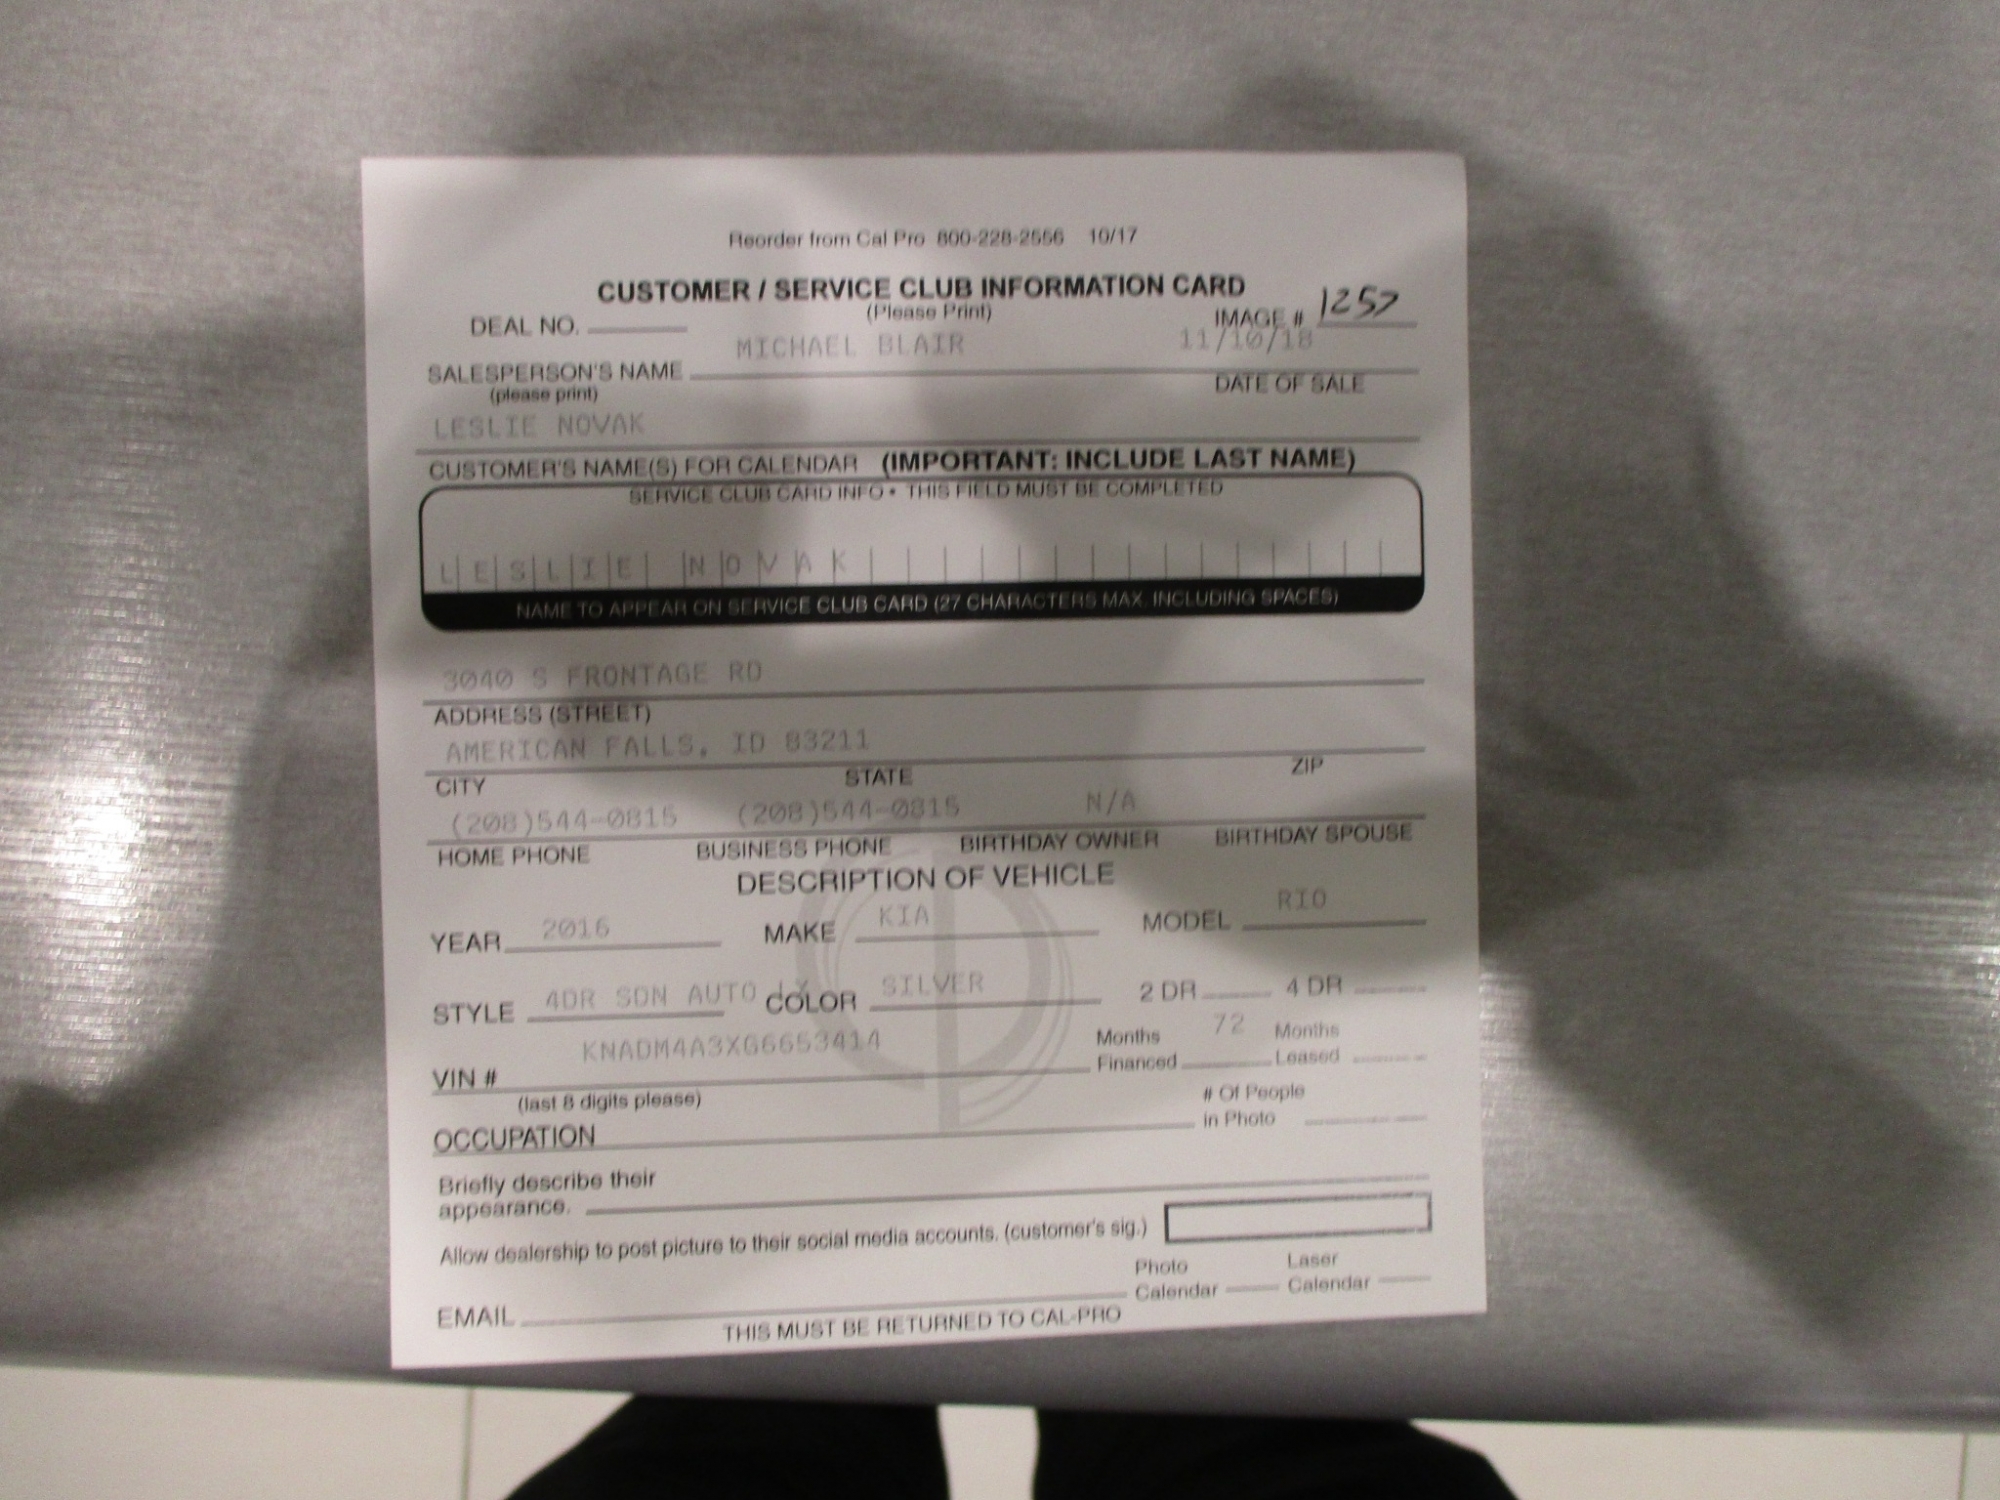 Reorder from Cal Pro 800-228-2556 10/17
CUSTOMER / SERVICE CLUB INFORMATION CARD
(Please Print)
DEAL NO.
IMAGE # 1257
MICHAEL BLAIR 11/10/18
SALESPERSON'S NAME
(please print)
DATE OF SALE
LESLIE NOVAK
CUSTOMER'S NAME(S) FOR CALENDAR (IMPORTANT: INCLUDE LAST NAME)
SERVICE CLUB CARD INFO • THIS FIELD MUST BE COMPLETED
LESLIE NOVAK
NAME TO APPEAR ON SERVICE CLUB CARD (27 CHARACTERS MAX. INCLUDING SPACES)
3040 S FRONTAGE RD
ADDRESS (STREET)
AMERICAN FALLS, ID 83211
CITY STATE ZIP
(208)544-0815 (208)544-0815 N/A
HOME PHONE BUSINESS PHONE BIRTHDAY OWNER BIRTHDAY SPOUSE
DESCRIPTION OF VEHICLE
YEAR 2016 MAKE KIA MODEL RIO
STYLE 4DR SDN AUTO LX COLOR SILVER 2 DR 4 DR
KNADM4A3XG6653414
VIN #
(last 8 digits please)
Months Financed 72 Months Leased
# Of People in Photo
OCCUPATION
Briefly describe their
appearance.
Allow dealership to post picture to their social media accounts. (customer's sig.)
Photo Calendar Laser Calendar
EMAIL
THIS MUST BE RETURNED TO CAL-PRO